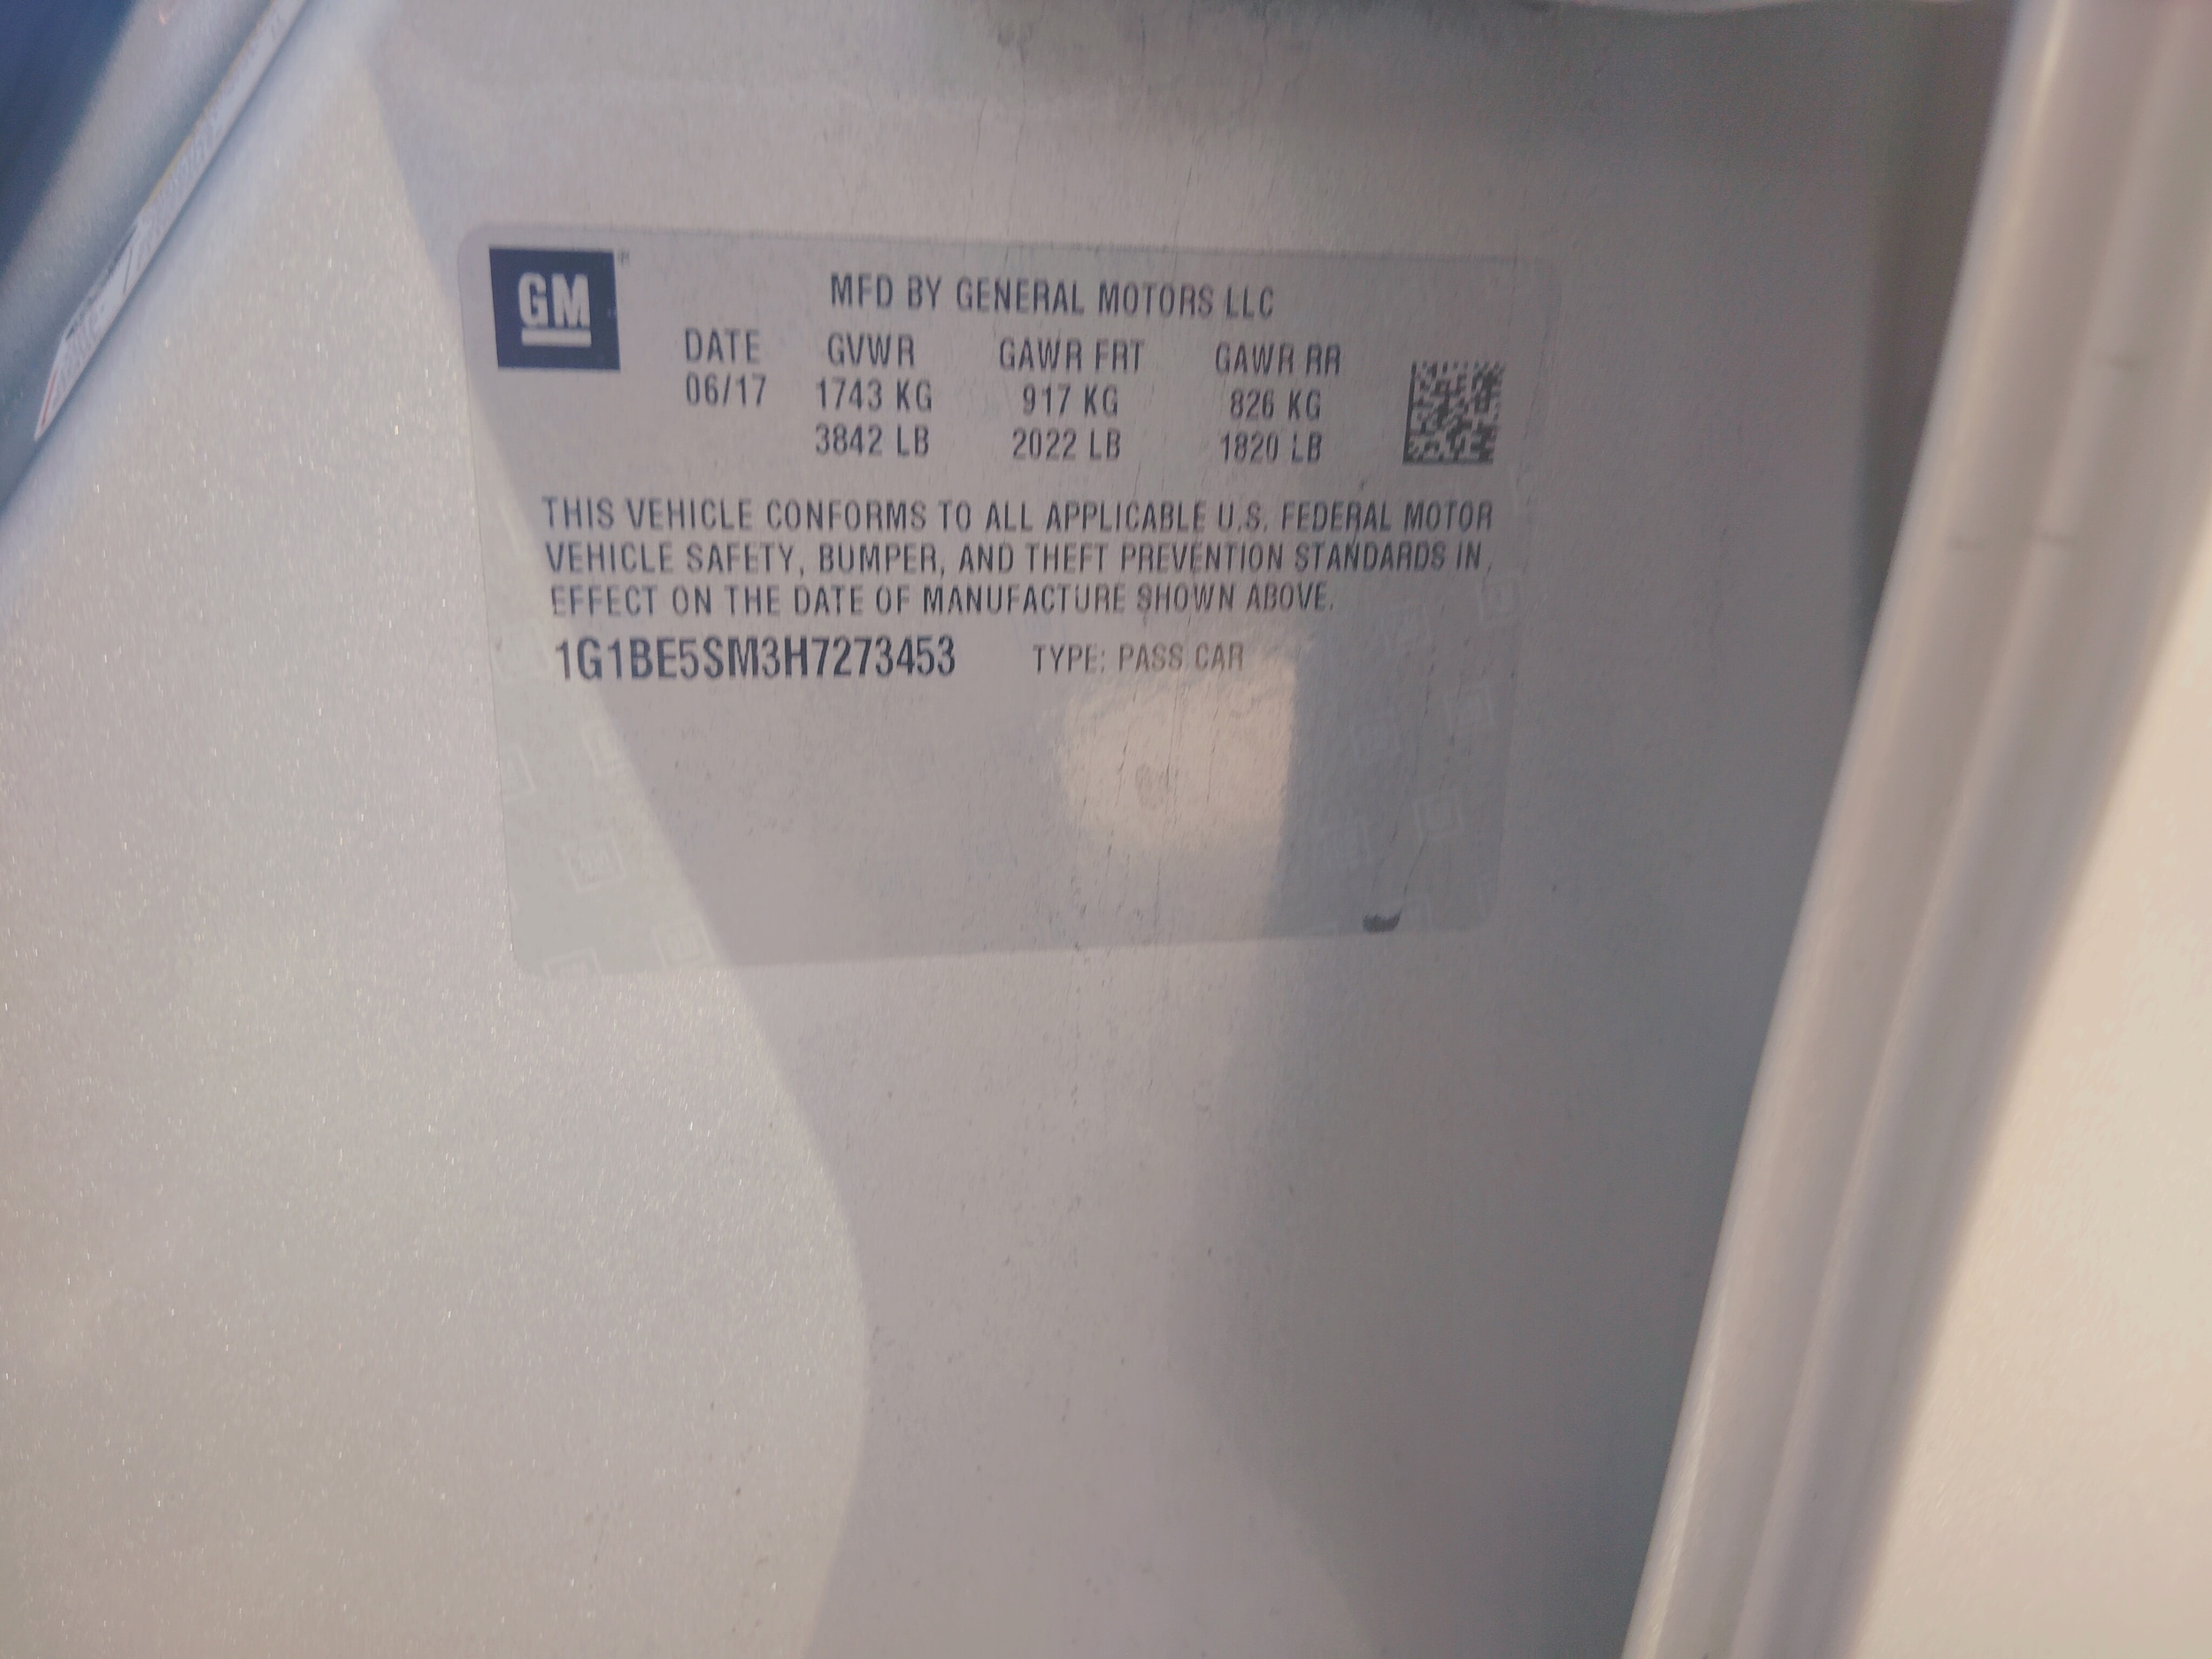 GM
MFD BY GENERAL MOTORS LLC
DATE GVWR GAWR FRT GAWR RR
06/17 1743 KG 917 KG 826 KG
3842 LB 2022 LB 1820 LB
THIS VEHICLE CONFORMS TO ALL APPLICABLE U.S. FEDERAL MOTOR
VEHICLE SAFETY, BUMPER, AND THEFT PREVENTION STANDARDS IN
EFFECT ON THE DATE OF MANUFACTURE SHOWN ABOVE.
1G1BE5SM3H7273453 TYPE: PASS CAR